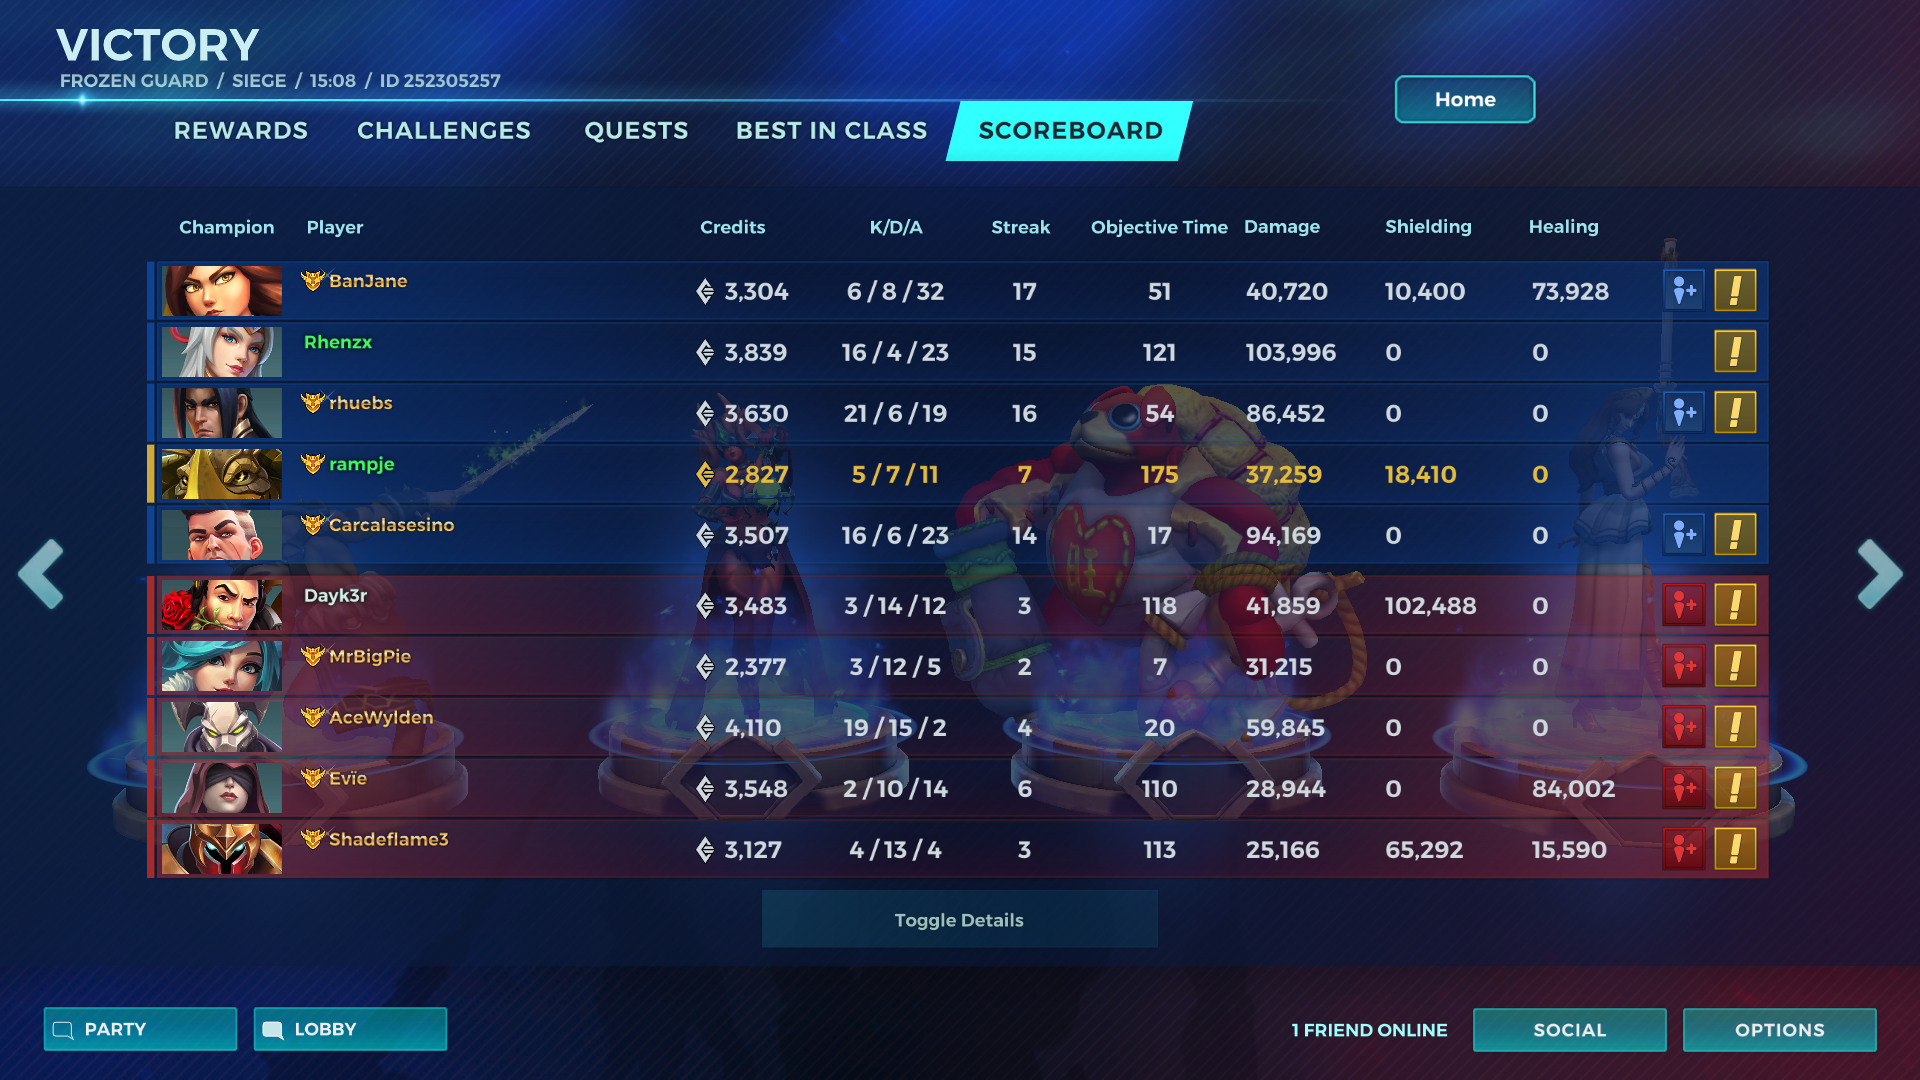 VICTORY
FROZEN GUARD / SIEGE / 15:08 / ID 252305257
Home
REWARDS CHALLENGES QUESTS BEST IN CLASS SCOREBOARD
Champion Player Credits K/D/A Streak Objective Time Damage Shielding Healing
BanJane 3,304 6 / 8 / 32 17 51 40,720 10,400 73,928
Rhenzx 3,839 16 / 4 / 23 15 121 103,996 0 0
rhuebs 3,630 21 / 6 / 19 16 54 86,452 0 0
rampje 2,827 5 / 7 / 11 7 175 37,259 18,410 0
Carcalasesino 3,507 16 / 6 / 23 14 17 94,169 0 0
Dayk3r 3,483 3 / 14 / 12 3 118 41,859 102,488 0
MrBigPie 2,377 3 / 12 / 5 2 7 31,215 0 0
AceWylden 4,110 19 / 15 / 2 4 20 59,845 0 0
Evïe 3,548 2 / 10 / 14 6 110 28,944 0 84,002
Shadeflame3 3,127 4 / 13 / 4 3 113 25,166 65,292 15,590
Toggle Details
PARTY LOBBY 1 FRIEND ONLINE SOCIAL OPTIONS